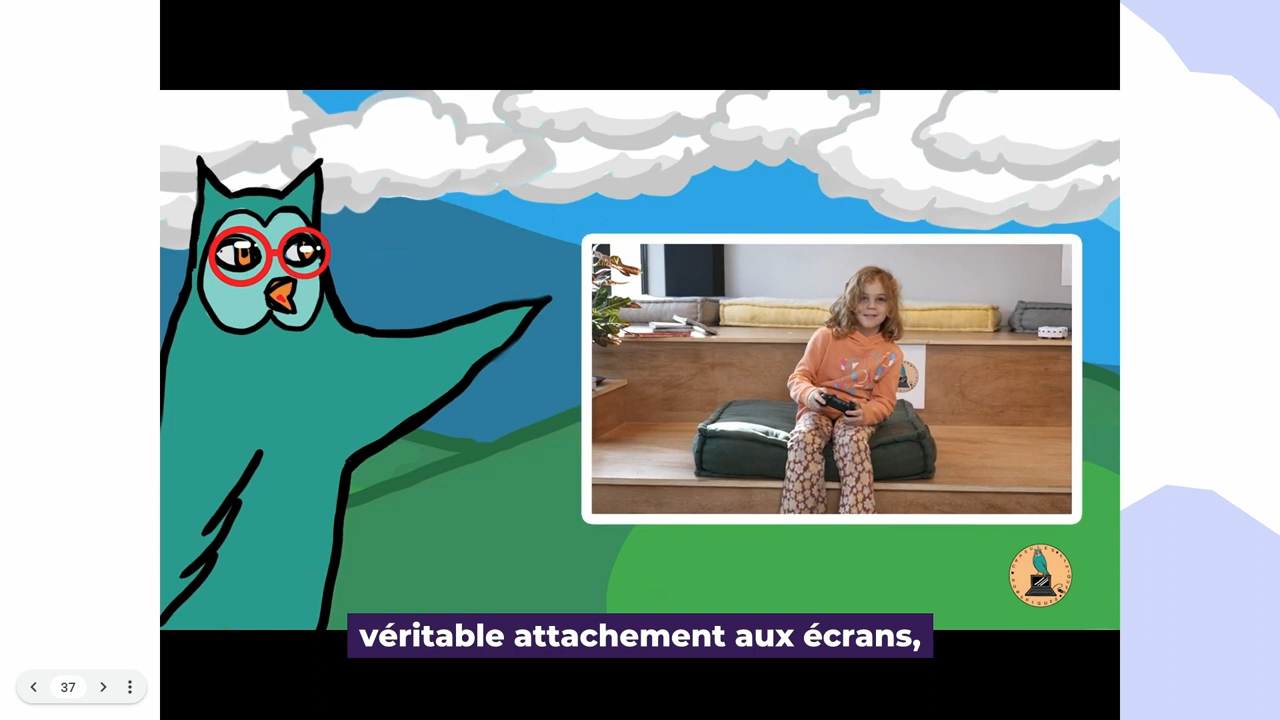 véritable attachement aux écrans,
37